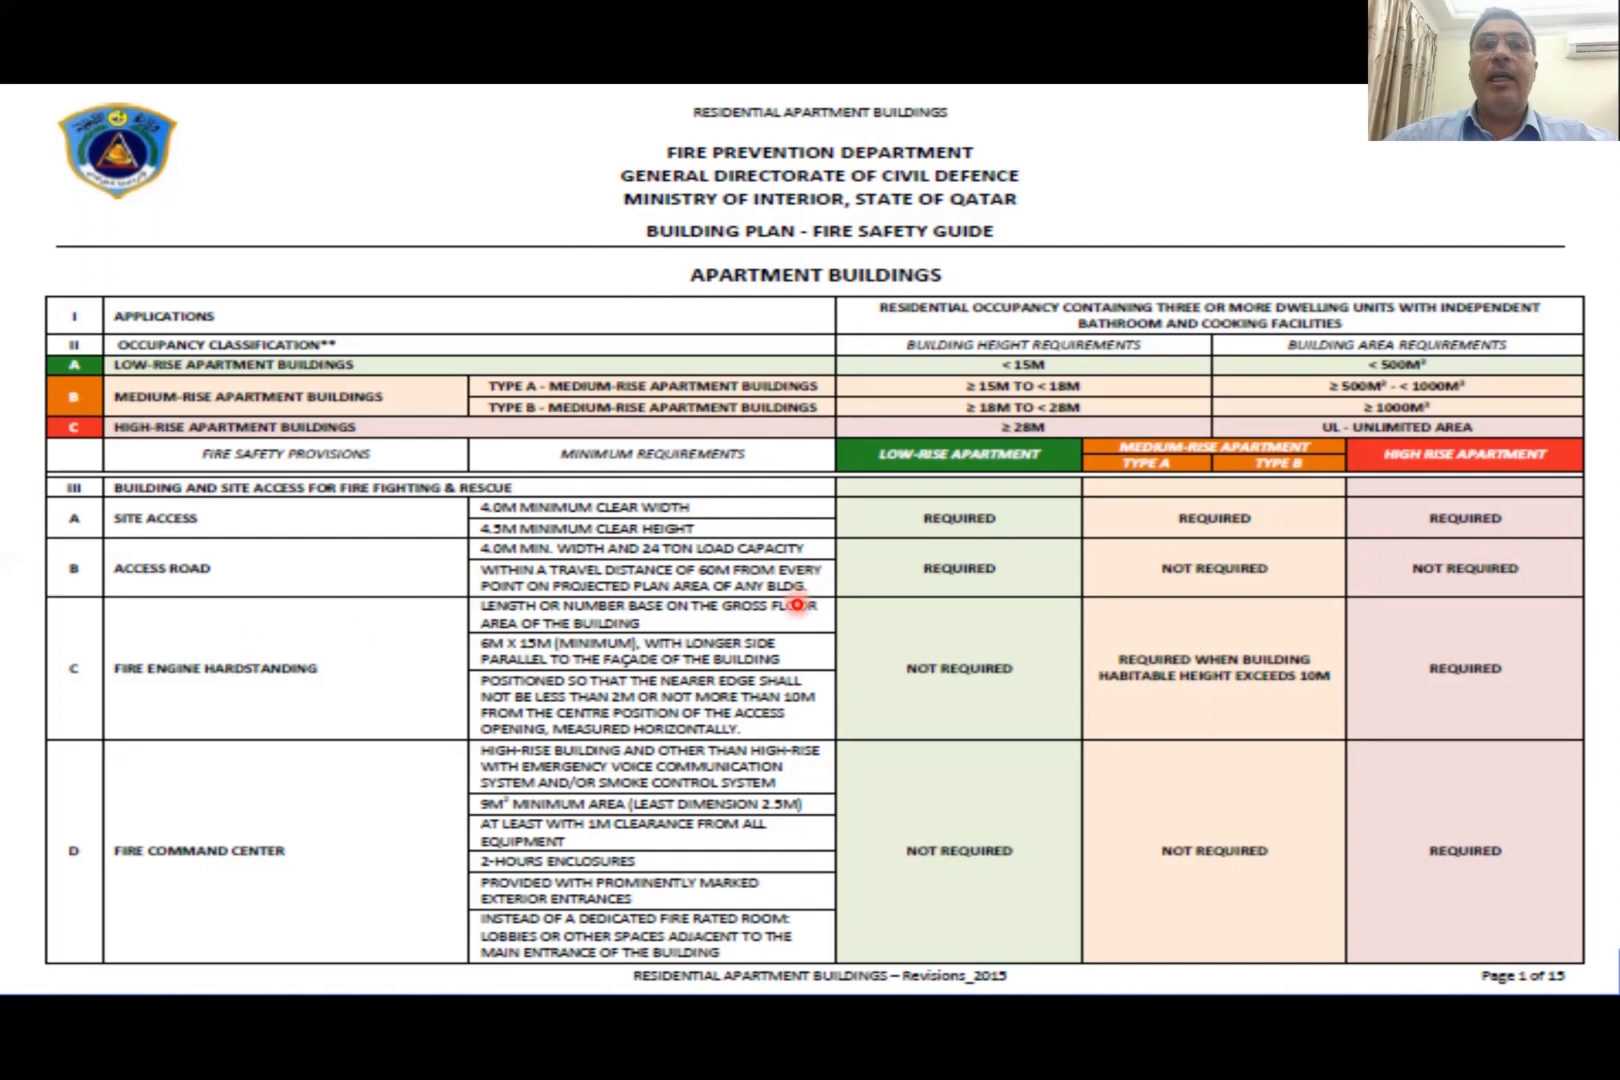 RESIDENTIAL APARTMENT BUILDINGS
FIRE PREVENTION DEPARTMENT
GENERAL DIRECTORATE OF CIVIL DEFENCE
MINISTRY OF INTERIOR, STATE OF QATAR
BUILDING PLAN - FIRE SAFETY GUIDE
APARTMENT BUILDINGS
I APPLICATIONS RESIDENTIAL OCCUPANCY CONTAINING THREE OR MORE DWELLING UNITS WITH INDEPENDENT
BATHROOM AND COOKING FACILITIES
II OCCUPANCY CLASSIFICATION** BUILDING HEIGHT REQUIREMENTS BUILDING AREA REQUIREMENTS
A LOW-RISE APARTMENT BUILDINGS < 15M < 500M²
B MEDIUM-RISE APARTMENT BUILDINGS TYPE A - MEDIUM-RISE APARTMENT BUILDINGS ≥ 15M TO < 18M ≥ 500M² - < 1000M²
TYPE B - MEDIUM-RISE APARTMENT BUILDINGS ≥ 18M TO < 28M ≥ 1000M²
C HIGH-RISE APARTMENT BUILDINGS ≥ 28M UL - UNLIMITED AREA
FIRE SAFETY PROVISIONS MINIMUM REQUIREMENTS LOW-RISE APARTMENT MEDIUM-RISE APARTMENT HIGH RISE APARTMENT
TYPE A TYPE B
III BUILDING AND SITE ACCESS FOR FIRE FIGHTING & RESCUE
A SITE ACCESS 4.0M MINIMUM CLEAR WIDTH REQUIRED REQUIRED REQUIRED
4.5M MINIMUM CLEAR HEIGHT
B ACCESS ROAD 4.0M MIN. WIDTH AND 24 TON LOAD CAPACITY REQUIRED NOT REQUIRED NOT REQUIRED
WITHIN A TRAVEL DISTANCE OF 60M FROM EVERY
POINT ON PROJECTED PLAN AREA OF ANY BLDG.
C FIRE ENGINE HARDSTANDING LENGTH OR NUMBER BASE ON THE GROSS FLOOR
AREA OF THE BUILDING
6M X 15M (MINIMUM), WITH LONGER SIDE
PARALLEL TO THE FAÇADE OF THE BUILDING
NOT REQUIRED REQUIRED WHEN BUILDING
HABITABLE HEIGHT EXCEEDS 10M REQUIRED
POSITIONED SO THAT THE NEARER EDGE SHALL
NOT BE LESS THAN 2M OR NOT MORE THAN 10M
FROM THE CENTRE POSITION OF THE ACCESS
OPENING, MEASURED HORIZONTALLY.
D FIRE COMMAND CENTER HIGH-RISE BUILDING AND OTHER THAN HIGH-RISE
WITH EMERGENCY VOICE COMMUNICATION
SYSTEM AND/OR SMOKE CONTROL SYSTEM
9M² MINIMUM AREA (LEAST DIMENSION 2.5M)
AT LEAST WITH 1M CLEARANCE FROM ALL
EQUIPMENT
NOT REQUIRED NOT REQUIRED REQUIRED
2-HOURS ENCLOSURES
PROVIDED WITH PROMINENTLY MARKED
EXTERIOR ENTRANCES
INSTEAD OF A DEDICATED FIRE RATED ROOM:
LOBBIES OR OTHER SPACES ADJACENT TO THE
MAIN ENTRANCE OF THE BUILDING
RESIDENTIAL APARTMENT BUILDINGS – Revisions_2015
Page 1 of 15